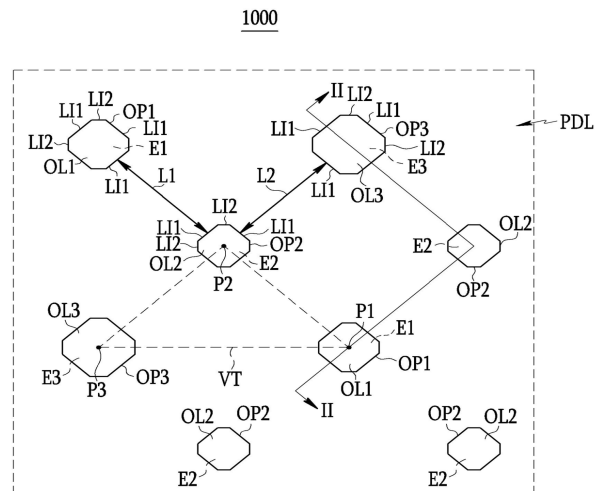 1000
LI2
LI1
OP1
LI1
LI2
E1
OL1
LI1
L1
II
LI2
LI1
LI1
OP3
LI2
E3
OL3
LI1
L2
PDL
LI2
LI1
LI1
LI2
OP2
OL2
E2
P2
E2
OL2
OP2
OL3
E3
P3
OP3
VT
P1
E1
OP1
OL1
II
OL2
OP2
E2
OP2
OL2
E2